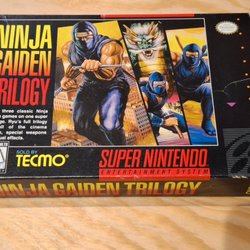 NINJA
GAIDEN
TRILOGY
three classic Ninja
games on one super
Ryu's full trilogy
all of the cinema
special weapons
effects.
SOLD BY
TECMO
SUPER NINTENDO
ENTERTAINMENT SYSTEM
NINJA GAIDEN TRILOGY